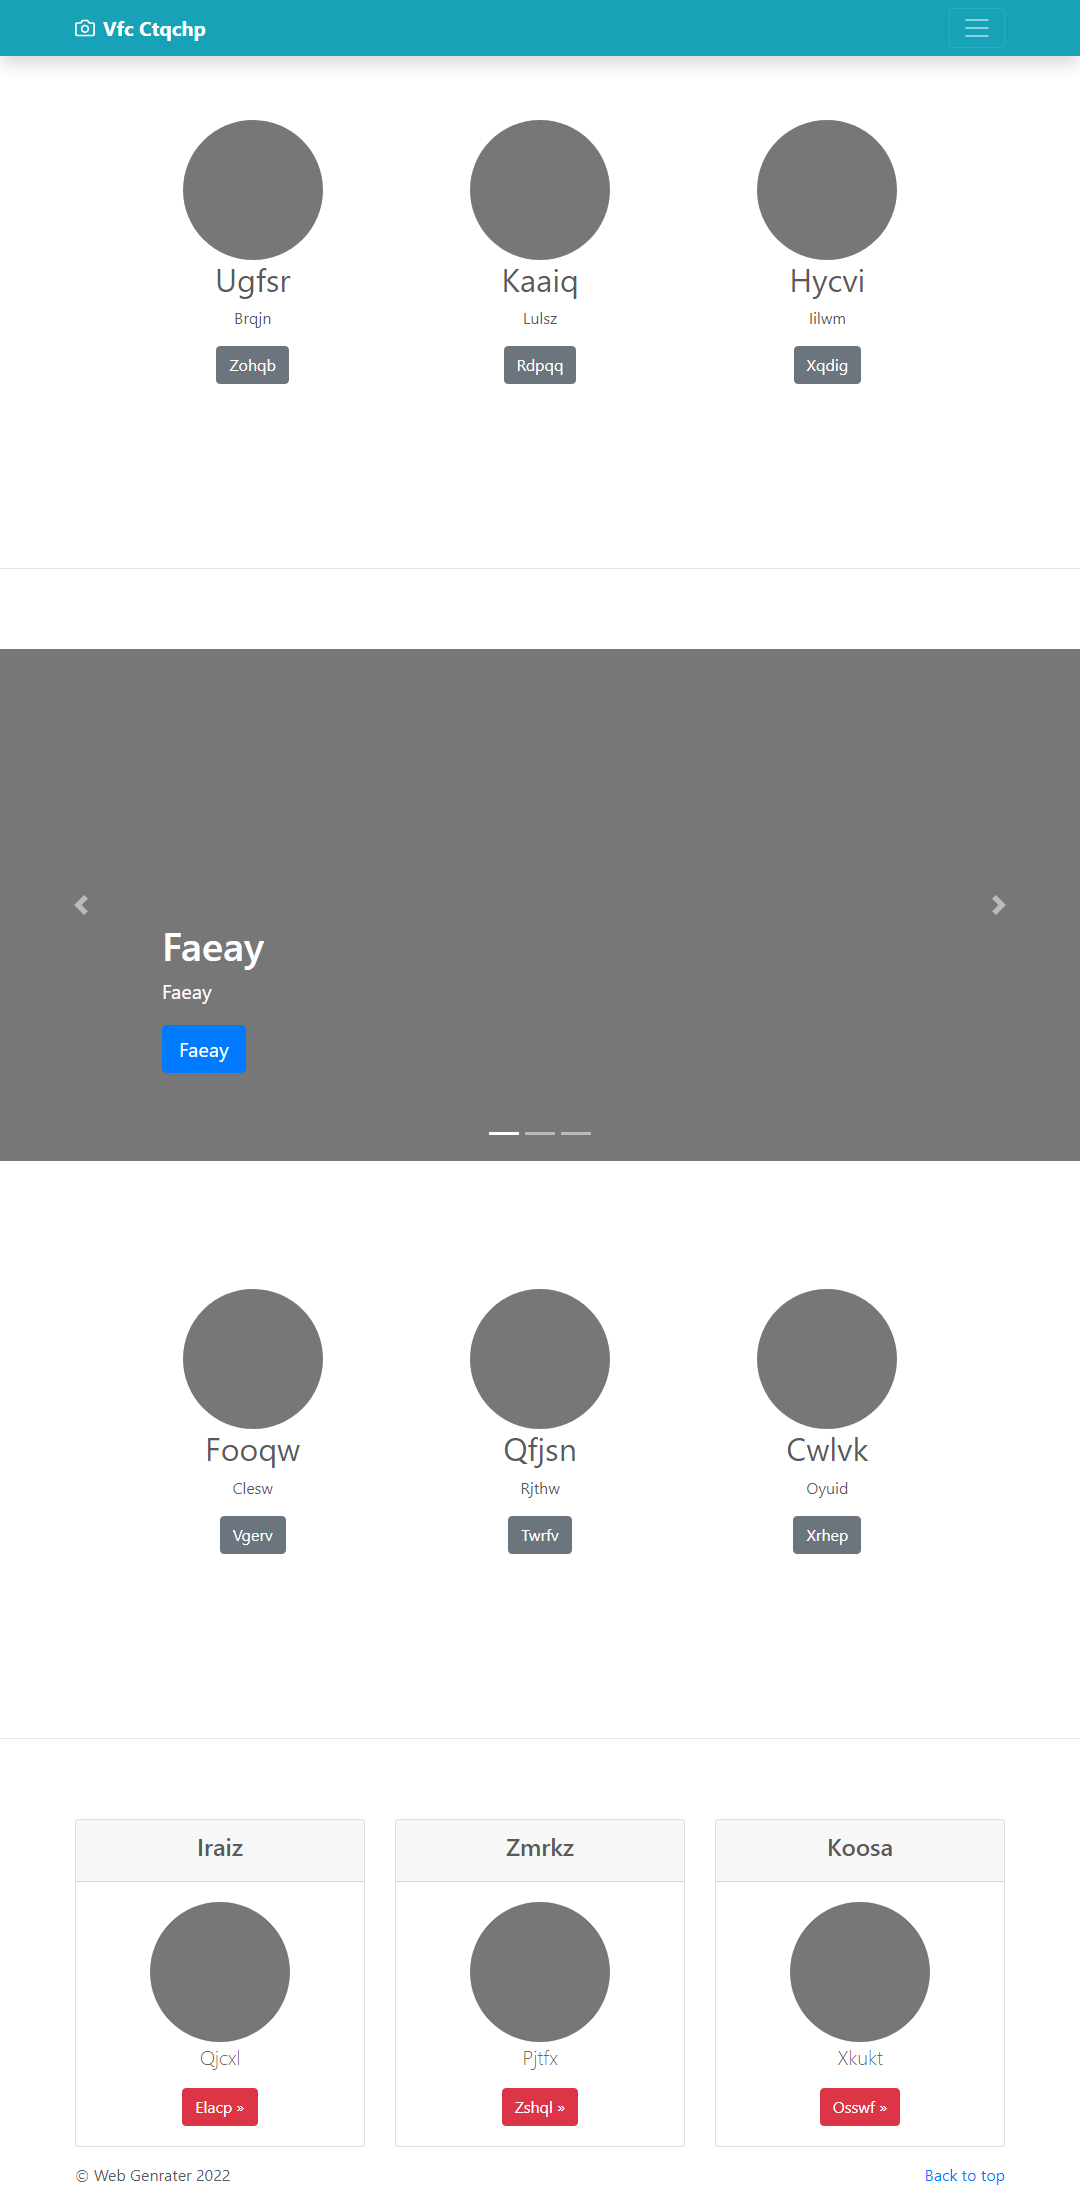 Vfc Ctqchp
Ugfsr Kaaiq Hycvi
Brqjn Lulsz Iilwm
Zohqb Rdpqq Xqdig
Faeay
Faeay
Faeay
Fooqw Qfjsn Cwlvk
Clesw Rjthw Oyuid
Vgerv Twrfv Xrhep
Iraiz Zmrkz Koosa
Qjcxl Pjtfx Xkukt
Elacp » Zshql » Osswf »
© Web Genrater 2022 Back to top